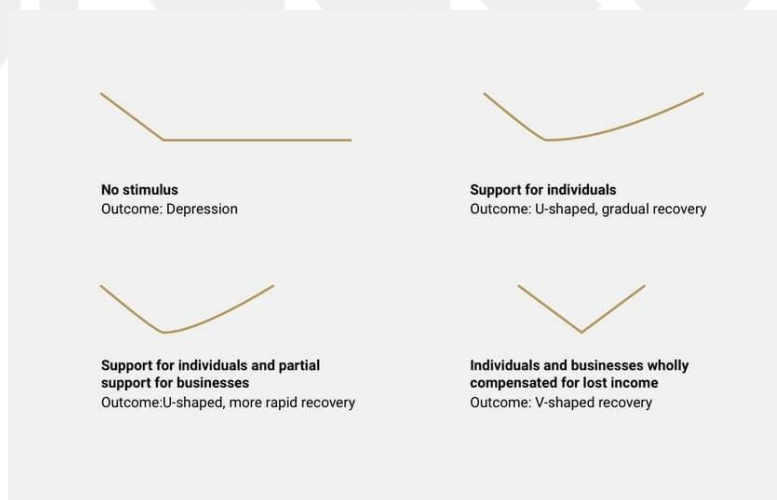 No stimulus
Outcome: Depression
Support for individuals
Outcome: U-shaped, gradual recovery
Support for individuals and partial
support for businesses
Outcome:U-shaped, more rapid recovery
Individuals and businesses wholly
compensated for lost income
Outcome: V-shaped recovery